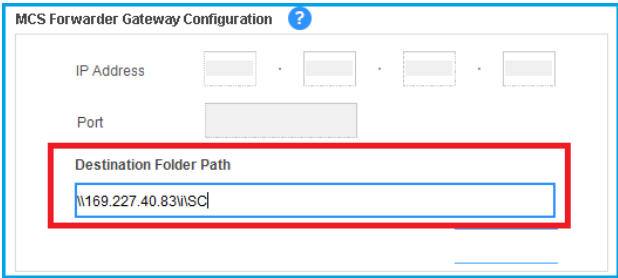 MCS Forwarder Gateway Configuration ?
IP Address . . .
Port
Destination Folder Path
\\169.227.40.83\i\SC